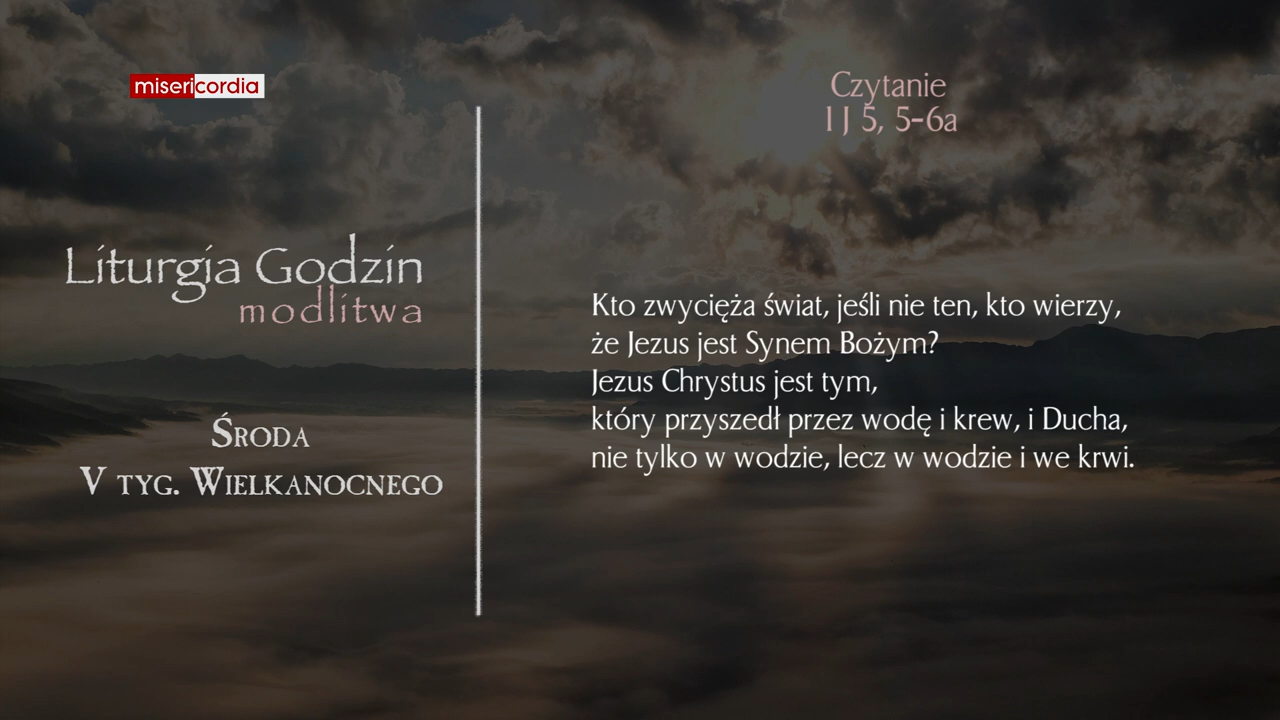 misericordia
Liturgia Godzin
modlitwa
Środa
V tyg. Wielkanocnego
Czytanie
1 J 5, 5-6a
Kto zwycięża świat, jeśli nie ten, kto wierzy,
że Jezus jest Synem Bożym?
Jezus Chrystus jest tym,
który przyszedł przez wodę i krew, i Ducha,
nie tylko w wodzie, lecz w wodzie i we krwi.